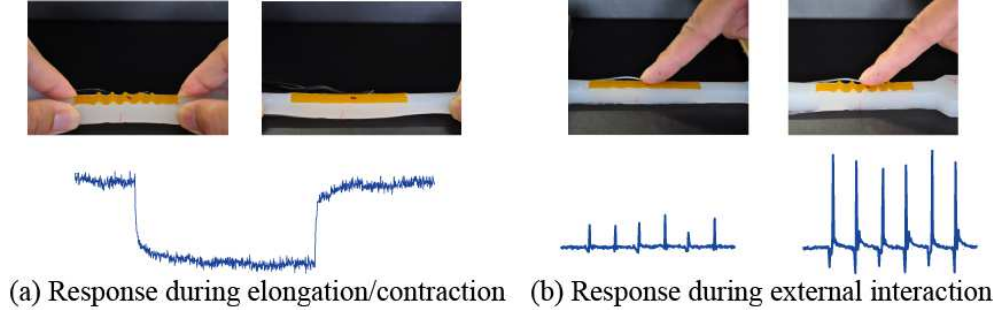 (a) Response during elongation/contraction
(b) Response during external interaction